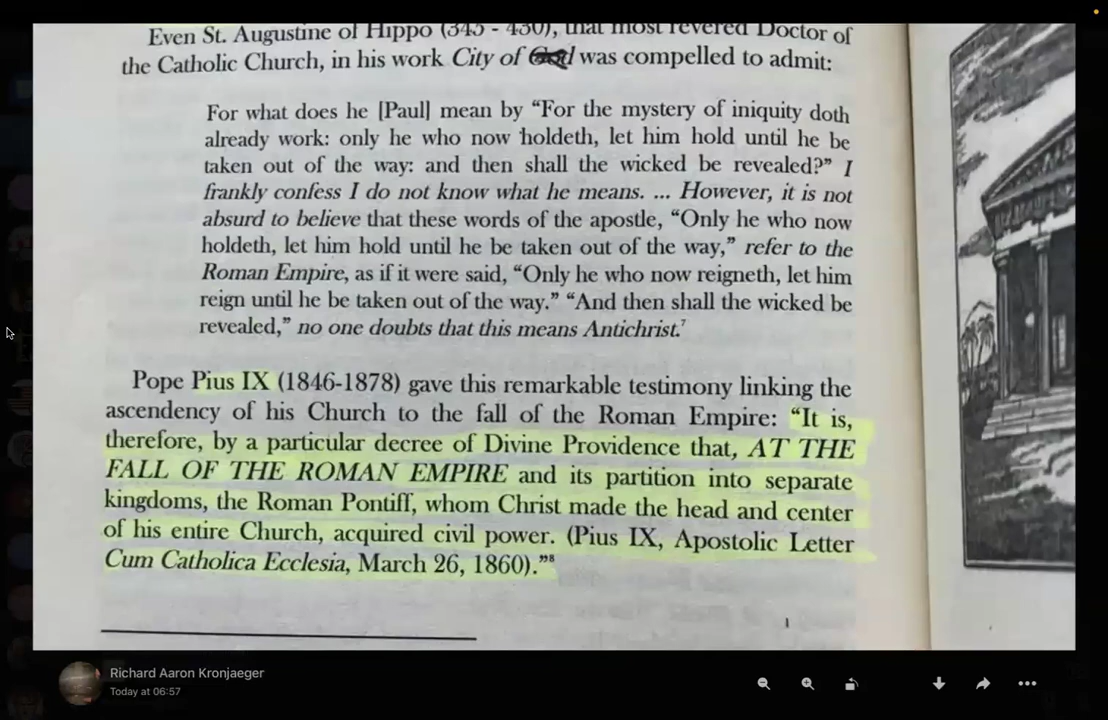 Even St. Augustine of Hippo (345 - 430), that most revered Doctor of
the Catholic Church, in his work City of God was compelled to admit:
For what does he [Paul] mean by “For the mystery of iniquity doth
already work: only he who now holdeth, let him hold until he be
taken out of the way: and then shall the wicked be revealed?” I
frankly confess I do not know what he means. ... However, it is not
absurd to believe that these words of the apostle, “Only he who now
holdeth, let him hold until he be taken out of the way,” refer to the
Roman Empire, as if it were said, “Only he who now reigneth, let him
reign until he be taken out of the way.” “And then shall the wicked be
revealed,” no one doubts that this means Antichrist.⁷
Pope Pius IX (1846-1878) gave this remarkable testimony linking the
ascendency of his Church to the fall of the Roman Empire: “It is,
therefore, by a particular decree of Divine Providence that, AT THE
FALL OF THE ROMAN EMPIRE and its partition into separate
kingdoms, the Roman Pontiff, whom Christ made the head and center
of his entire Church, acquired civil power. (Pius IX, Apostolic Letter
Cum Catholica Ecclesia, March 26, 1860).”⁸
Richard Aaron Kronjaeger
Today at 06:57